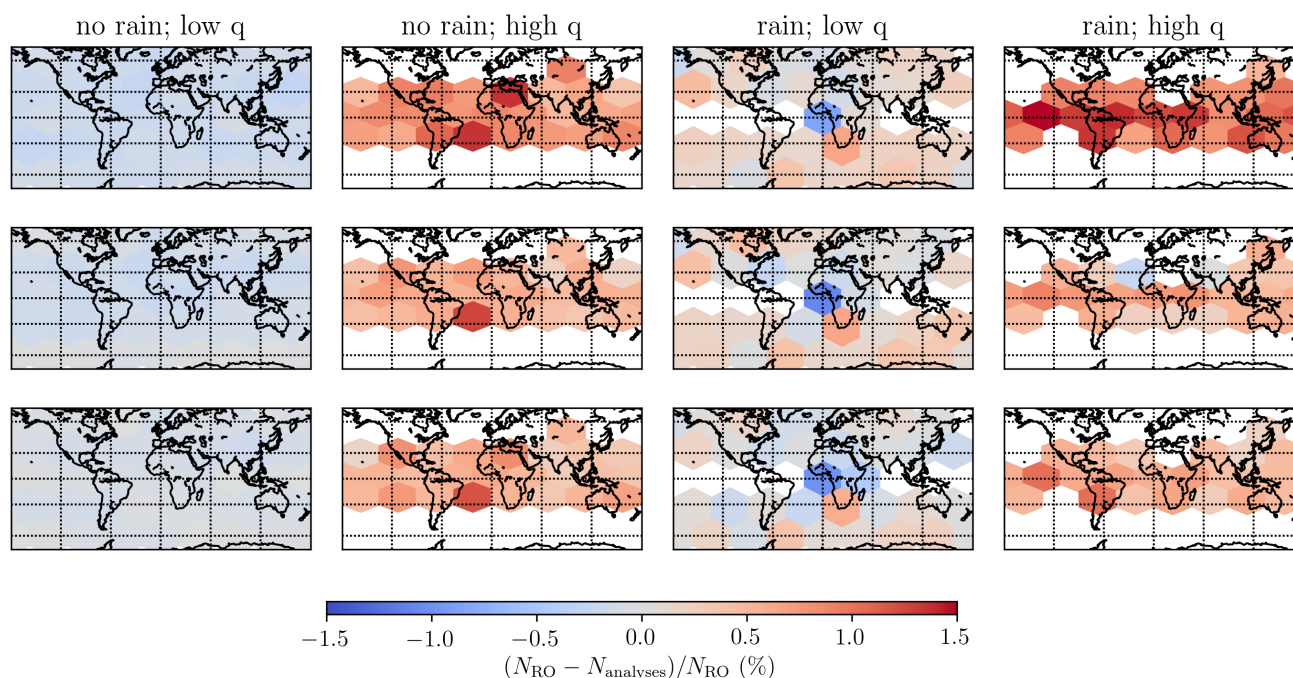 no rain; low q
no rain; high q
rain; low q
rain; high q
−1.5 −1.0 −0.5 0.0 0.5 1.0 1.5
(N_RO − N_analyses)/N_RO (%)